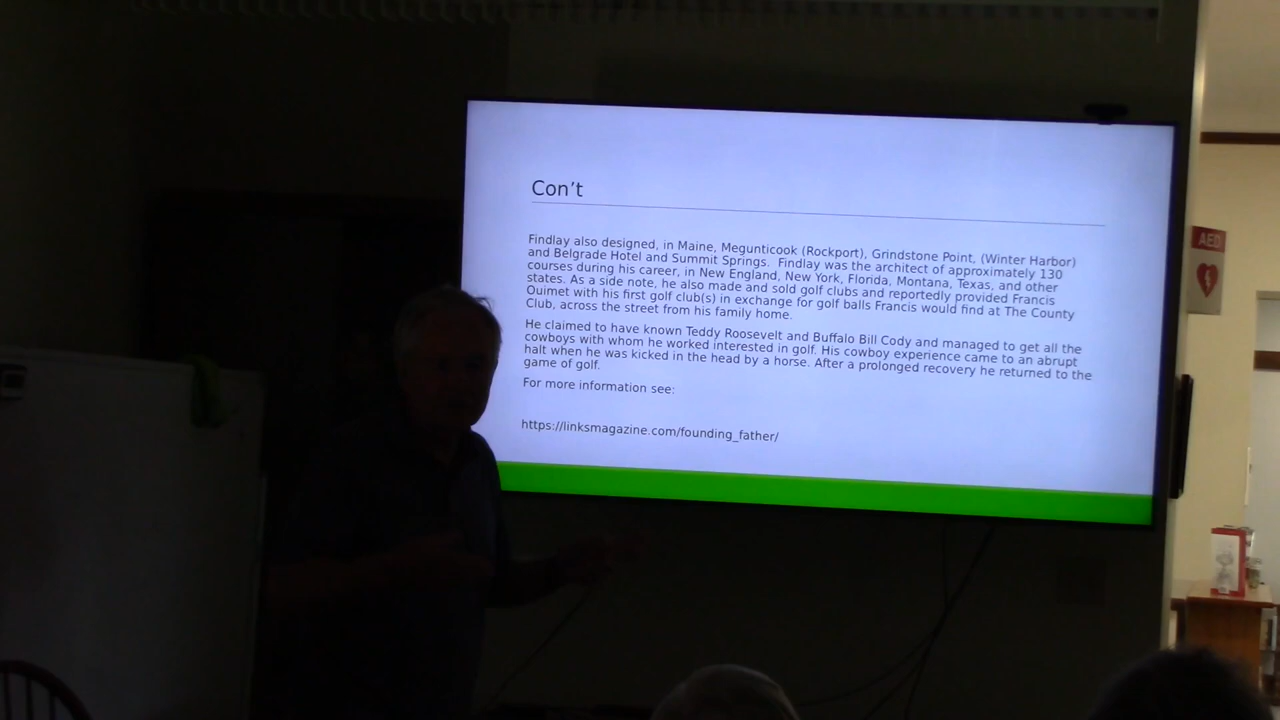 Con't
Findlay also designed, in Maine, Megunticook (Rockport), Grindstone Point, (Winter Harbor)
and Belgrade Hotel and Summit Springs. Findlay was the architect of approximately 130
courses during his career, in New England, New York, Florida, Montana, Texas, and other
states. As a side note, he also made and sold golf clubs and reportedly provided Francis
Ouimet with his first golf club(s) in exchange for golf balls Francis would find at The County
Club, across the street from his family home.
He claimed to have known Teddy Roosevelt and Buffalo Bill Cody and managed to get all the
cowboys with whom he worked interested in golf. His cowboy experience came to an abrupt
halt when he was kicked in the head by a horse. After a prolonged recovery he returned to the
game of golf.
For more information see:
https://linksmagazine.com/founding_father/
AED